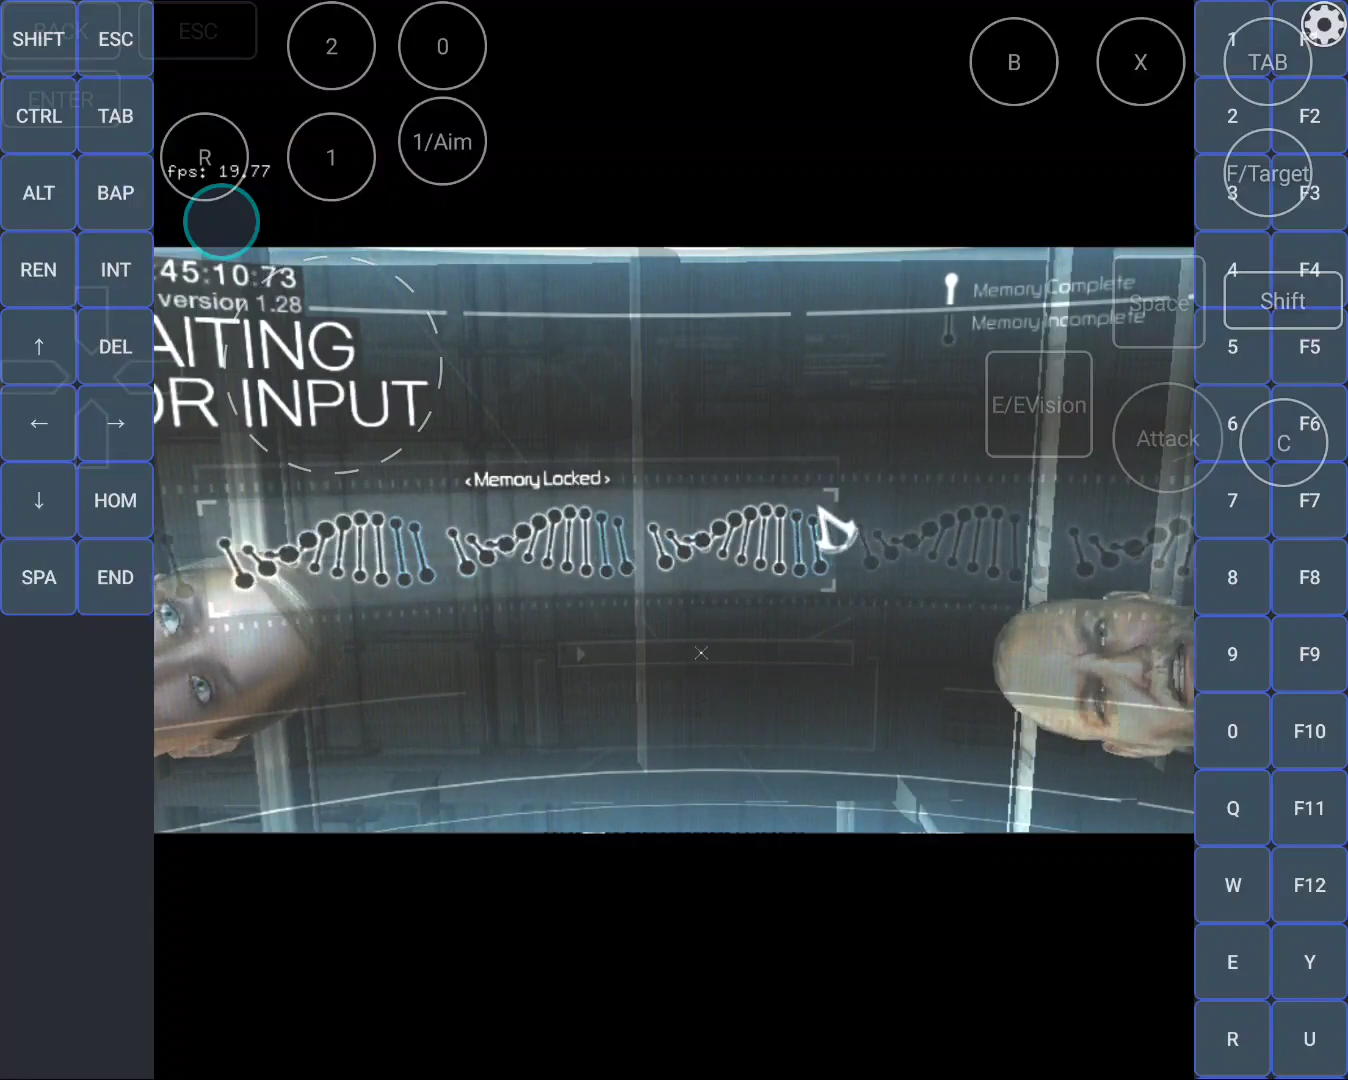 SHIFT ESC BACK ESC 2 0 B X 1 TAB
CTRL TAB ENTER 2 F2
R 1 1/Aim
fps: 19.77
F/Target
ALT BAP 3 F3
REN INT 4 F4
:45:10:73
version 1.28
Memory Complete
Memory Incomplete
Space
Shift
AITING
OR INPUT
↑ DEL 5 F5
E/EVision
Attack
C
← → 6 F6
‹Memory Locked›
↓ HOM 7 F7
SPA END 8 F8
9 F9
0 F10
Q F11
W F12
E Y
R U